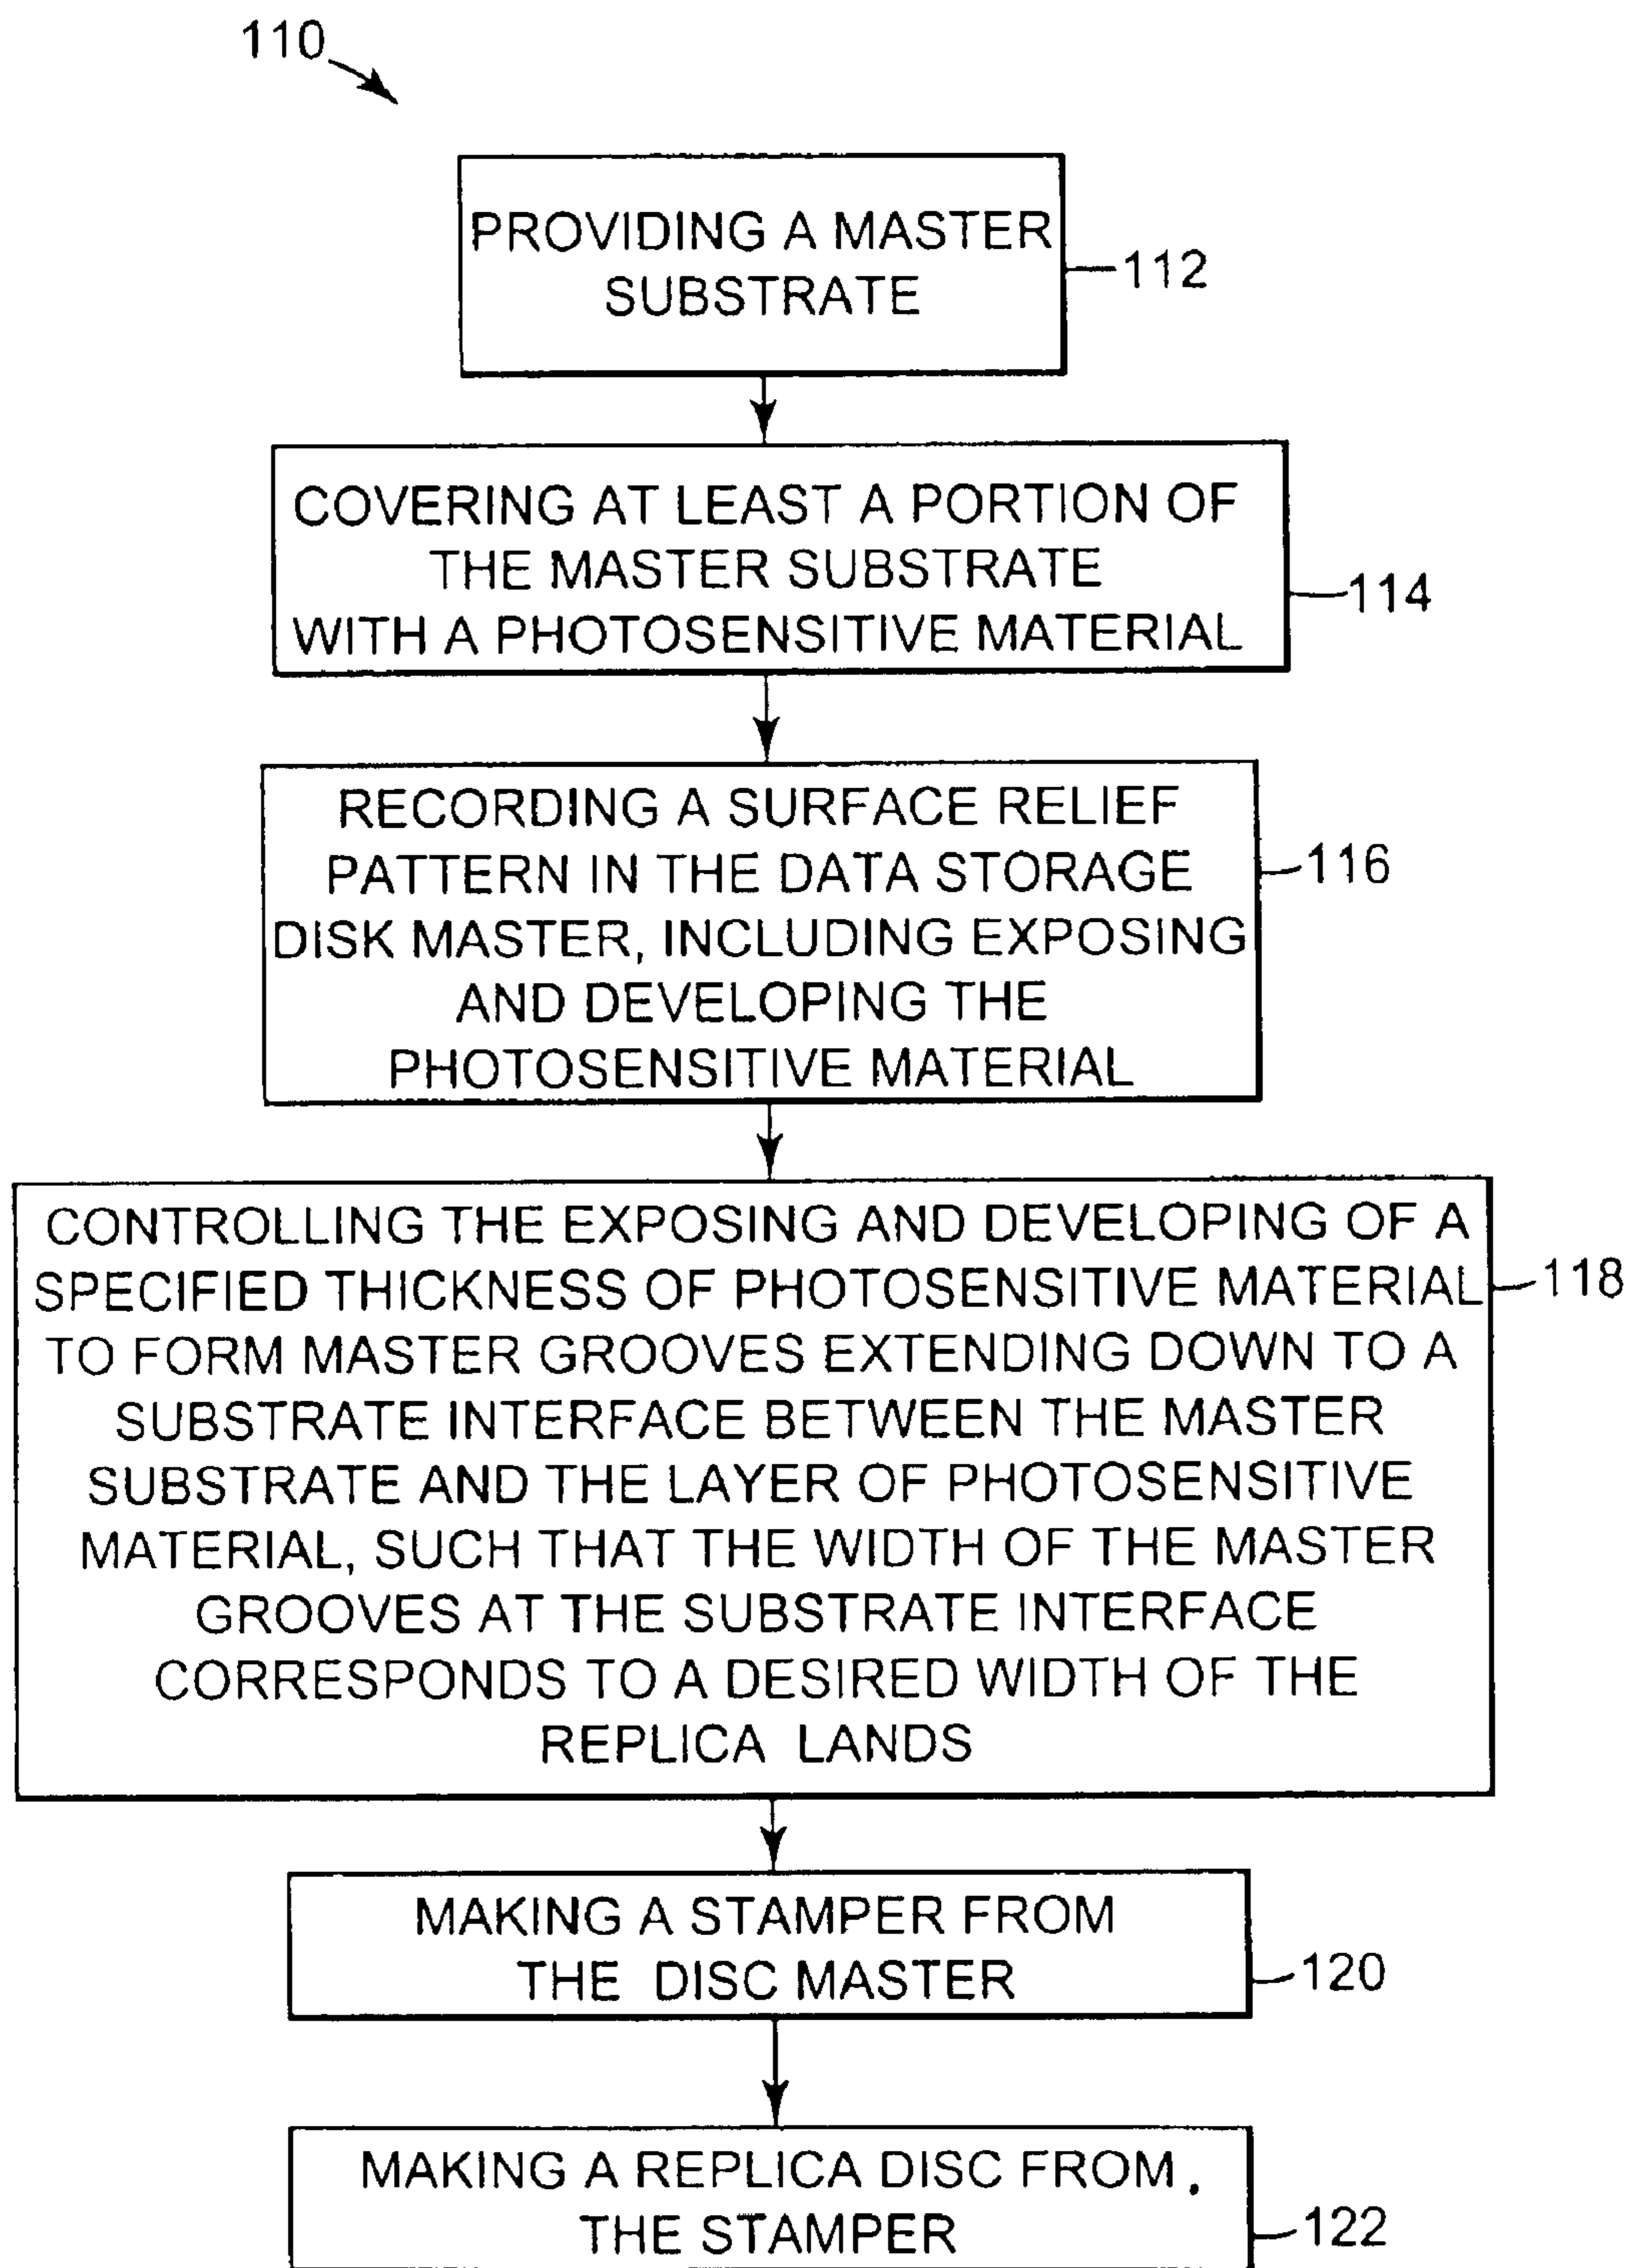 110
PROVIDING A MASTER
SUBSTRATE
112
COVERING AT LEAST A PORTION OF
THE MASTER SUBSTRATE
WITH A PHOTOSENSITIVE MATERIAL
114
RECORDING A SURFACE RELIEF
PATTERN IN THE DATA STORAGE
DISK MASTER, INCLUDING EXPOSING
AND DEVELOPING THE
PHOTOSENSITIVE MATERIAL
116
CONTROLLING THE EXPOSING AND DEVELOPING OF A
SPECIFIED THICKNESS OF PHOTOSENSITIVE MATERIAL
TO FORM MASTER GROOVES EXTENDING DOWN TO A
SUBSTRATE INTERFACE BETWEEN THE MASTER
SUBSTRATE AND THE LAYER OF PHOTOSENSITIVE
MATERIAL, SUCH THAT THE WIDTH OF THE MASTER
GROOVES AT THE SUBSTRATE INTERFACE
CORRESPONDS TO A DESIRED WIDTH OF THE
REPLICA LANDS
118
MAKING A STAMPER FROM
THE DISC MASTER
120
MAKING A REPLICA DISC FROM.
THE STAMPER
122